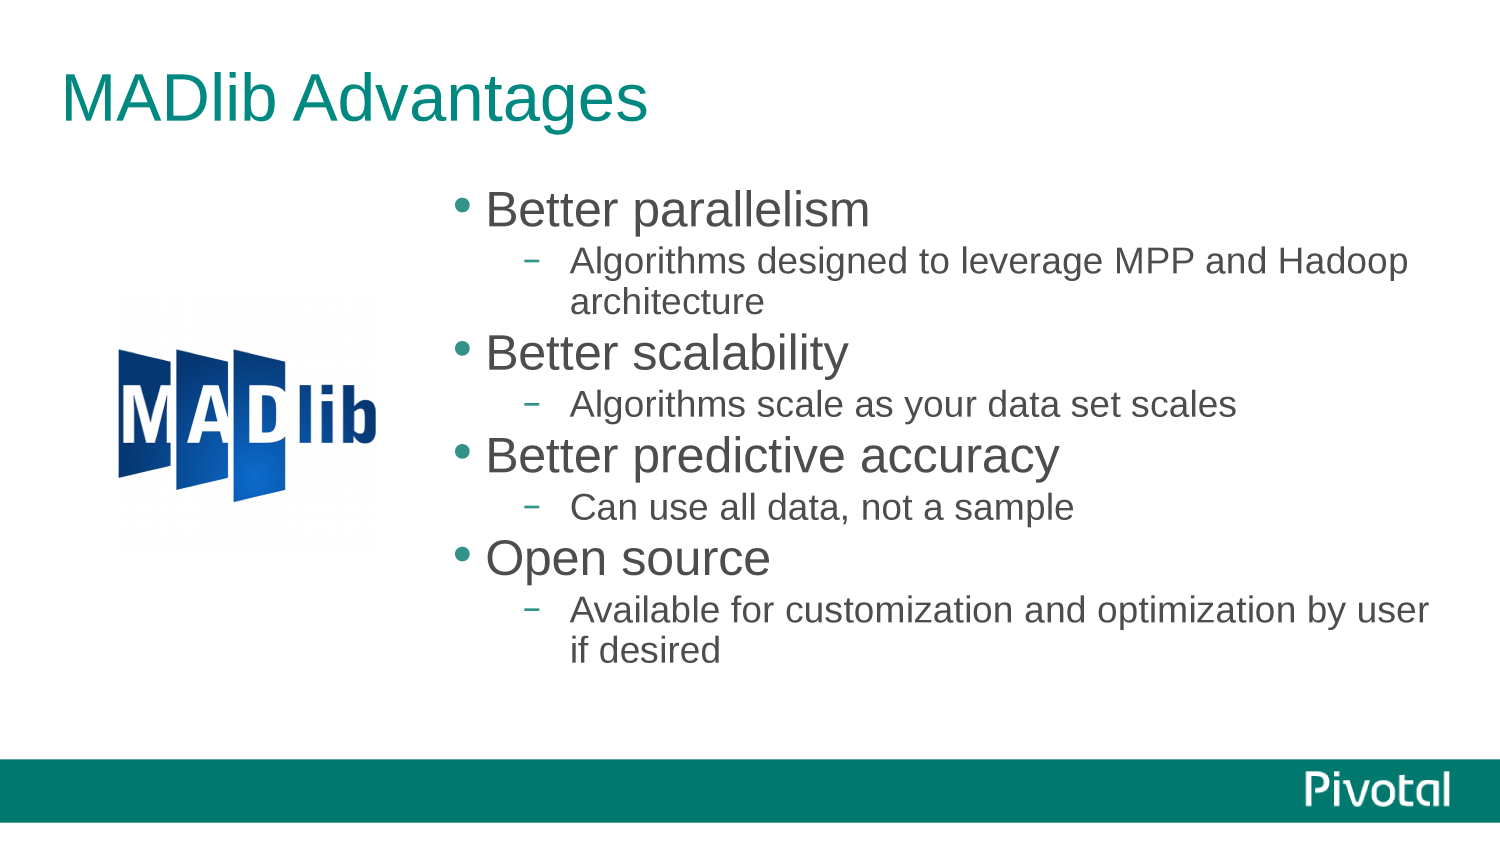 MADlib Advantages
• Better parallelism
– Algorithms designed to leverage MPP and Hadoop
architecture
• Better scalability
– Algorithms scale as your data set scales
• Better predictive accuracy
– Can use all data, not a sample
• Open source
– Available for customization and optimization by user
if desired
MADlib
Pivotal